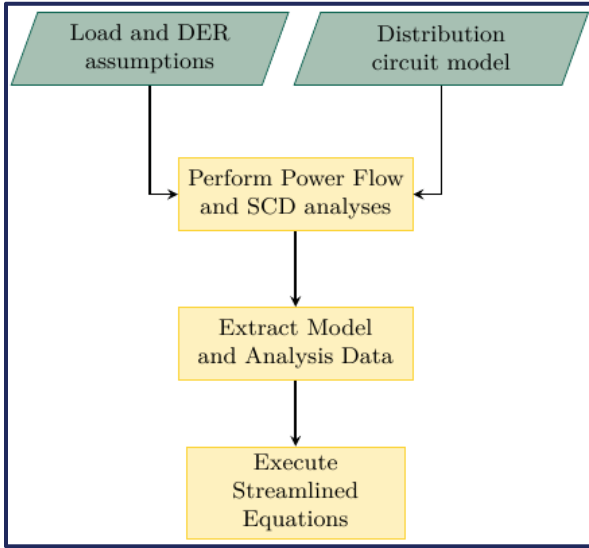 Load and DER
assumptions
Distribution
circuit model
Perform Power Flow
and SCD analyses
Extract Model
and Analysis Data
Execute
Streamlined
Equations